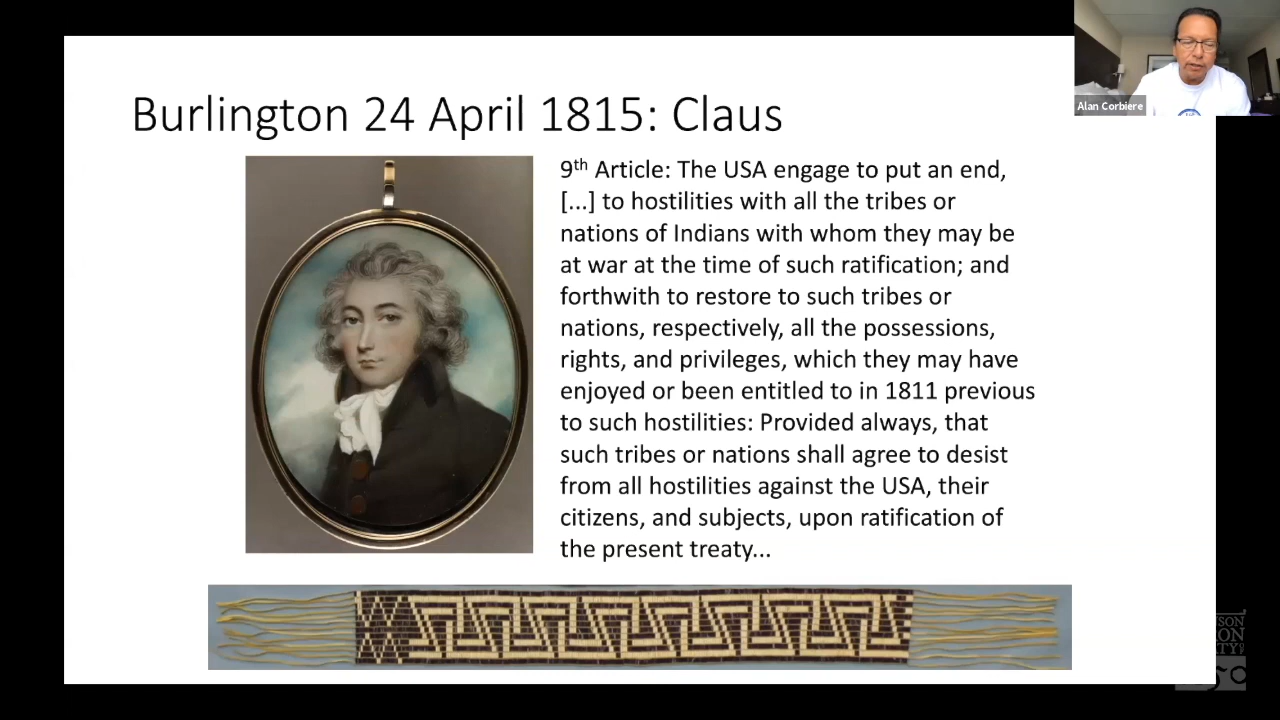 Alan Corbiere
Burlington 24 April 1815: Claus
9th Article: The USA engage to put an end,
[...] to hostilities with all the tribes or
nations of Indians with whom they may be
at war at the time of such ratification; and
forthwith to restore to such tribes or
nations, respectively, all the possessions,
rights, and privileges, which they may have
enjoyed or been entitled to in 1811 previous
to such hostilities: Provided always, that
such tribes or nations shall agree to desist
from all hostilities against the USA, their
citizens, and subjects, upon ratification of
the present treaty...